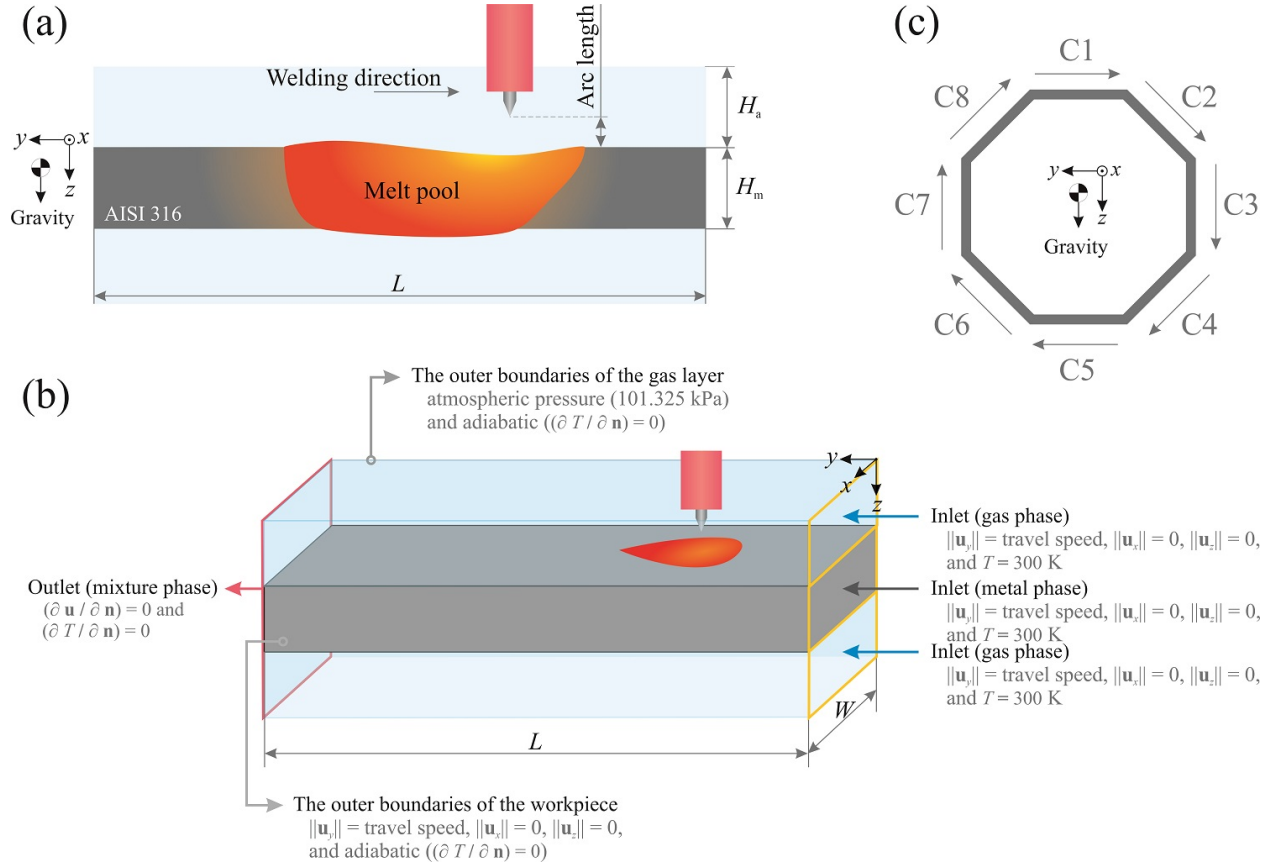 (a)
Welding direction
Arc length
Hₐ
y
x
z
Gravity
Melt pool
Hₘ
AISI 316
L
(c)
C1
C8
C2
y
x
z
C7
C3
Gravity
C6
C4
C5
(b)
The outer boundaries of the gas layer
atmospheric pressure (101.325 kPa)
and adiabatic ((∂ T / ∂ n) = 0)
y
x
z
Inlet (gas phase)
||u_y|| = travel speed, ||u_x|| = 0, ||u_z|| = 0,
and T = 300 K
Inlet (metal phase)
||u_y|| = travel speed, ||u_x|| = 0, ||u_z|| = 0,
and T = 300 K
Inlet (gas phase)
||u_y|| = travel speed, ||u_x|| = 0, ||u_z|| = 0,
and T = 300 K
Outlet (mixture phase)
(∂ u / ∂ n) = 0 and
(∂ T / ∂ n) = 0
W
L
The outer boundaries of the workpiece
||u_y|| = travel speed, ||u_x|| = 0, ||u_z|| = 0,
and adiabatic ((∂ T / ∂ n) = 0)